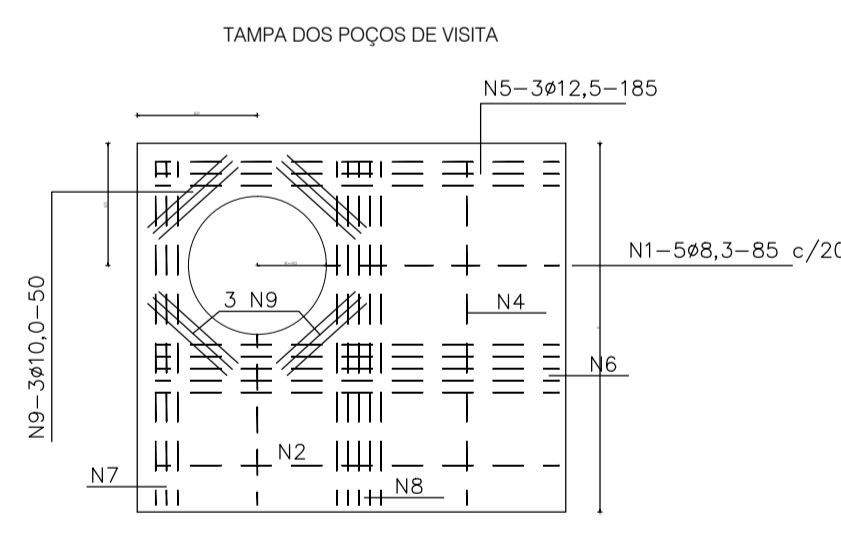 TAMPA DOS POÇOS DE VISITA
N5-3ø12,5-185
N1-5ø8,3-85 c/20
N9-3ø10,0-50
3 N9
N4
N6
N2
N7
N8